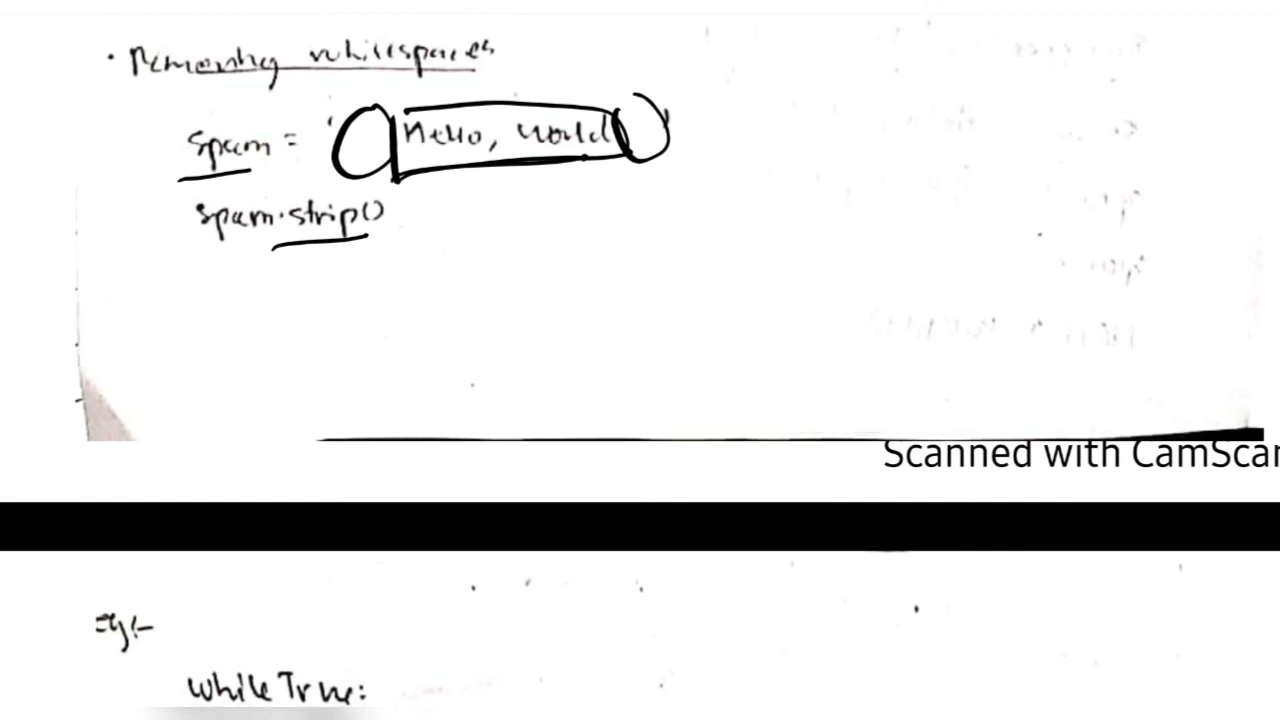 • Removing whitespaces
spam = ' Hello, World '
spam.strip()
Scanned with CamScan
Eg:-
while True: